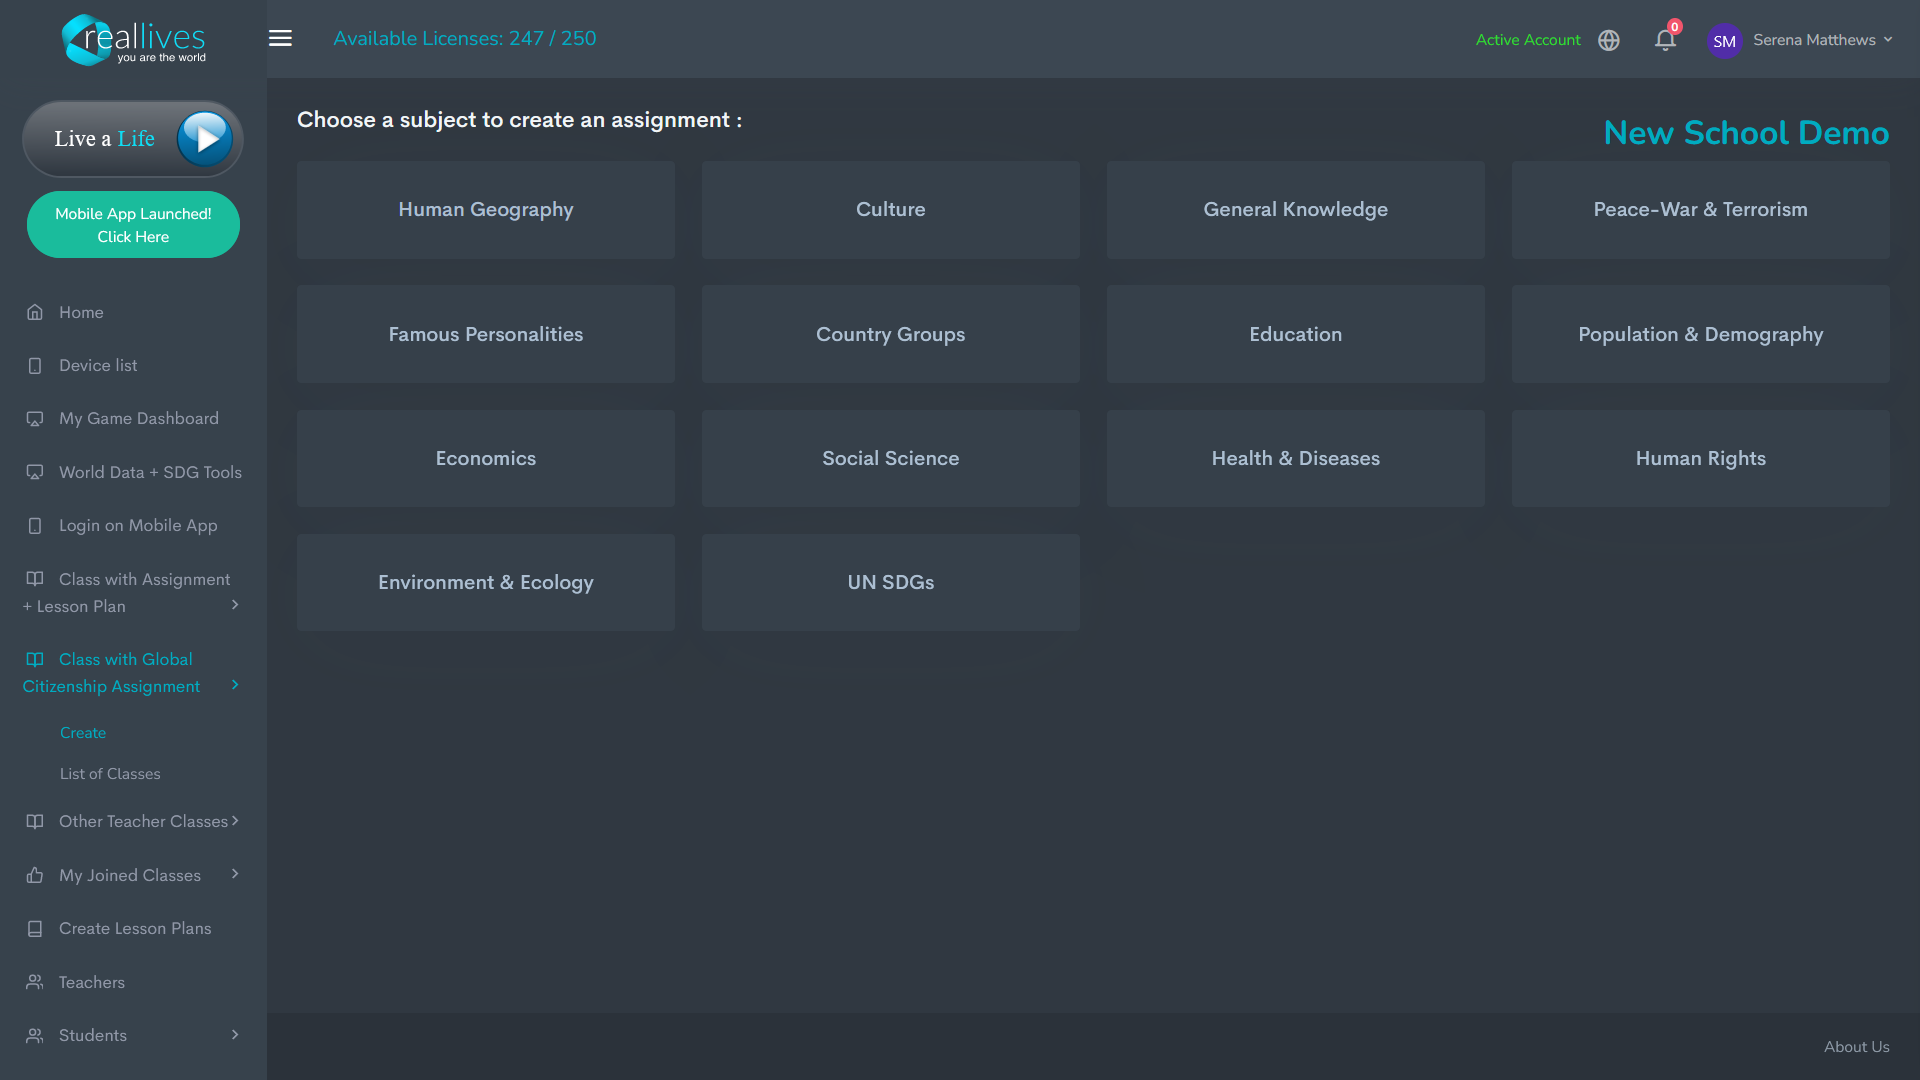 reallives
you are the world
Available Licenses: 247 / 250
Active Account
0
SM
Serena Matthews
Live a Life
Mobile App Launched!
Click Here
Home
Device list
My Game Dashboard
World Data + SDG Tools
Login on Mobile App
Class with Assignment
+ Lesson Plan
Class with Global
Citizenship Assignment
Create
List of Classes
Other Teacher Classes
My Joined Classes
Create Lesson Plans
Teachers
Students
Choose a subject to create an assignment :
New School Demo
Human Geography
Culture
General Knowledge
Peace-War & Terrorism
Famous Personalities
Country Groups
Education
Population & Demography
Economics
Social Science
Health & Diseases
Human Rights
Environment & Ecology
UN SDGs
About Us